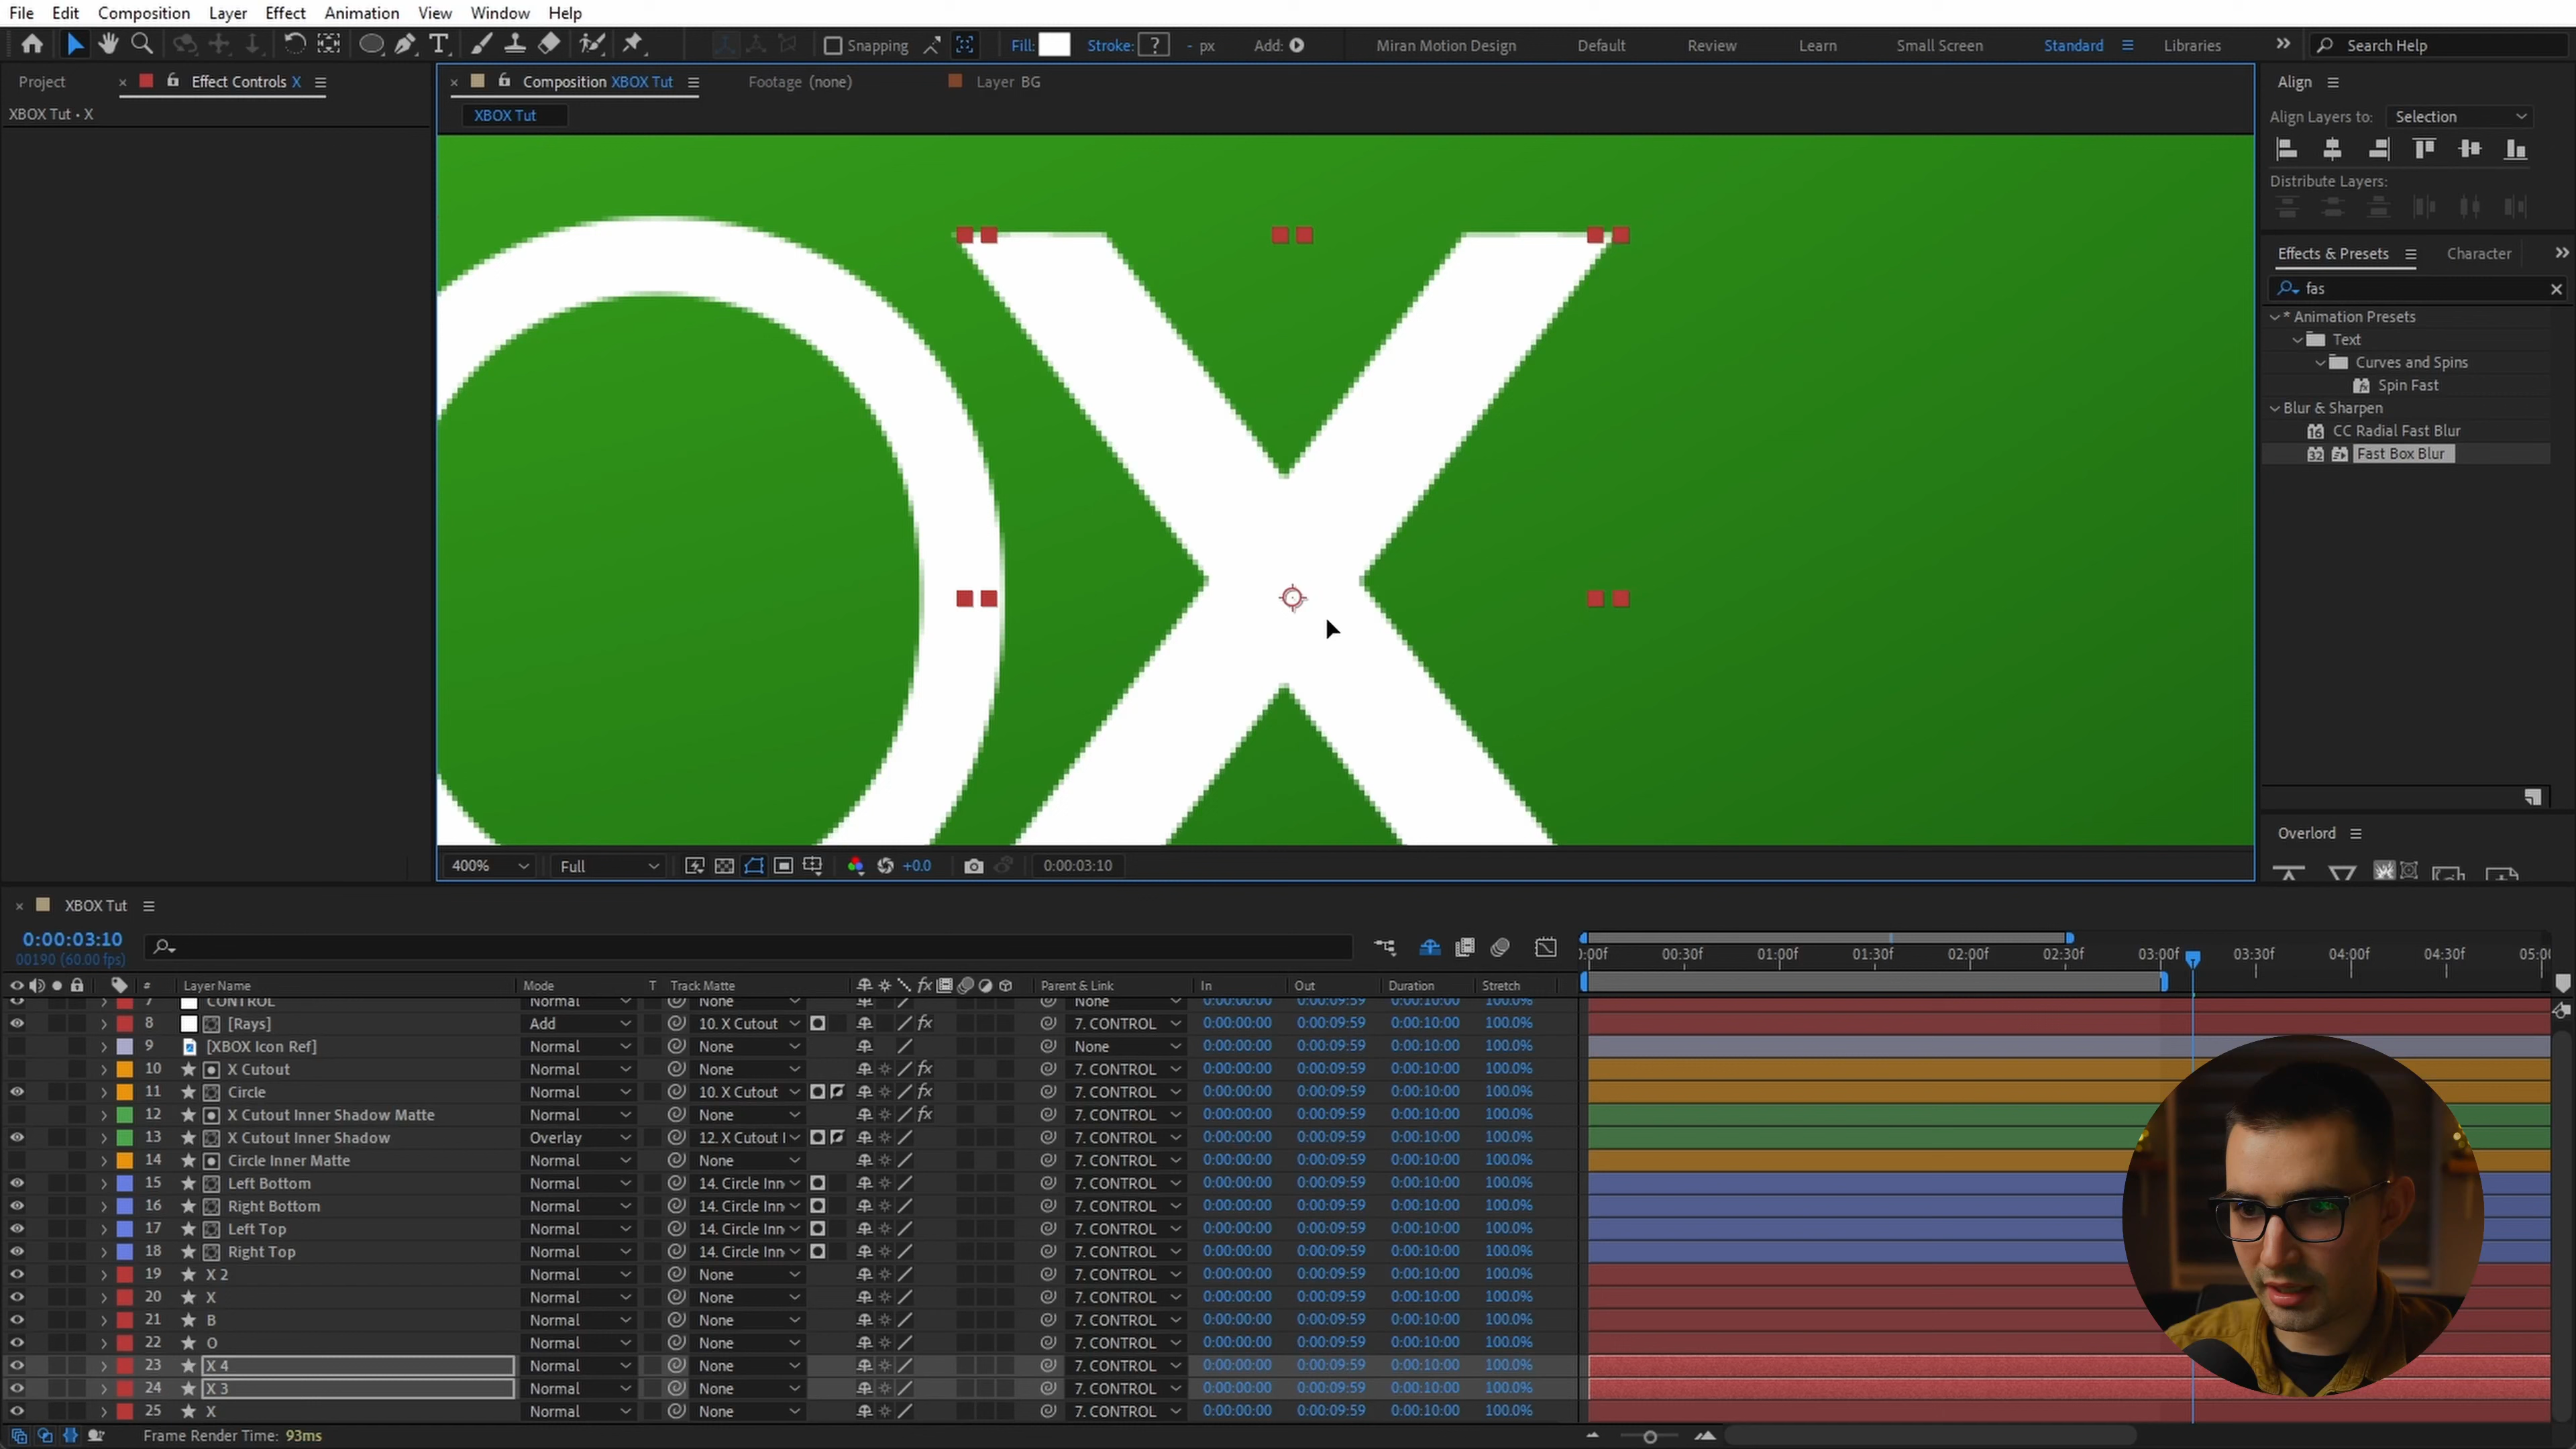 File Edit Composition Layer Effect Animation View Window Help
Snapping Fill: Stroke: ? - px Add: Miran Motion Design Default Review Learn Small Screen Standard Libraries Search Help
Project Effect Controls X Composition XBOX Tut Footage (none) Layer BG Align
XBOX Tut • X XBOX Tut Align Layers to: Selection
Distribute Layers:
Effects & Presets Character
fas
* Animation Presets
Text
Curves and Spins
Spin Fast
Blur & Sharpen
CC Radial Fast Blur
Fast Box Blur
OX
Overlord
400% Full +0.0 0:00:03:10
XBOX Tut
0:00:03:10
00190 (60.00 fps)
:00f 00:30f 01:00f 01:30f 02:00f 02:30f 03:00f 03:30f 04:00f 04:30f 05:0
# Layer Name Mode T Track Matte Parent & Link In Out Duration Stretch
7 CONTROL Normal None None 0:00:00:00 0:00:09:59 0:00:10:00 100.0%
8 [Rays] Add 10. X Cutout 7. CONTROL 0:00:00:00 0:00:09:59 0:00:10:00 100.0%
9 [XBOX Icon Ref] Normal None None 0:00:00:00 0:00:09:59 0:00:10:00 100.0%
10 X Cutout Normal None 7. CONTROL 0:00:00:00 0:00:09:59 0:00:10:00 100.0%
11 Circle Normal 10. X Cutout 7. CONTROL 0:00:00:00 0:00:09:59 0:00:10:00 100.0%
12 X Cutout Inner Shadow Matte Normal None 7. CONTROL 0:00:00:00 0:00:09:59 0:00:10:00 100.0%
13 X Cutout Inner Shadow Overlay 12. X Cutout I 7. CONTROL 0:00:00:00 0:00:09:59 0:00:10:00 100.0%
14 Circle Inner Matte Normal None 7. CONTROL 0:00:00:00 0:00:09:59 0:00:10:00 100.0%
15 Left Bottom Normal 14. Circle Inn 7. CONTROL 0:00:00:00 0:00:09:59 0:00:10:00 100.0%
16 Right Bottom Normal 14. Circle Inn 7. CONTROL 0:00:00:00 0:00:09:59 0:00:10:00 100.0%
17 Left Top Normal 14. Circle Inn 7. CONTROL 0:00:00:00 0:00:09:59 0:00:10:00 100.0%
18 Right Top Normal 14. Circle Inn 7. CONTROL 0:00:00:00 0:00:09:59 0:00:10:00 100.0%
19 X 2 Normal None 7. CONTROL 0:00:00:00 0:00:09:59 0:00:10:00 100.0%
20 X Normal None 7. CONTROL 0:00:00:00 0:00:09:59 0:00:10:00 100.0%
21 B Normal None 7. CONTROL 0:00:00:00 0:00:09:59 0:00:10:00 100.0%
22 O Normal None 7. CONTROL 0:00:00:00 0:00:09:59 0:00:10:00 100.0%
23 X 4 Normal None 7. CONTROL 0:00:00:00 0:00:09:59 0:00:10:00 100.0%
24 X 3 Normal None 7. CONTROL 0:00:00:00 0:00:09:59 0:00:10:00 100.0%
25 X Normal None 7. CONTROL 0:00:00:00 0:00:09:59 0:00:10:00 100.0%
Frame Render Time: 93ms